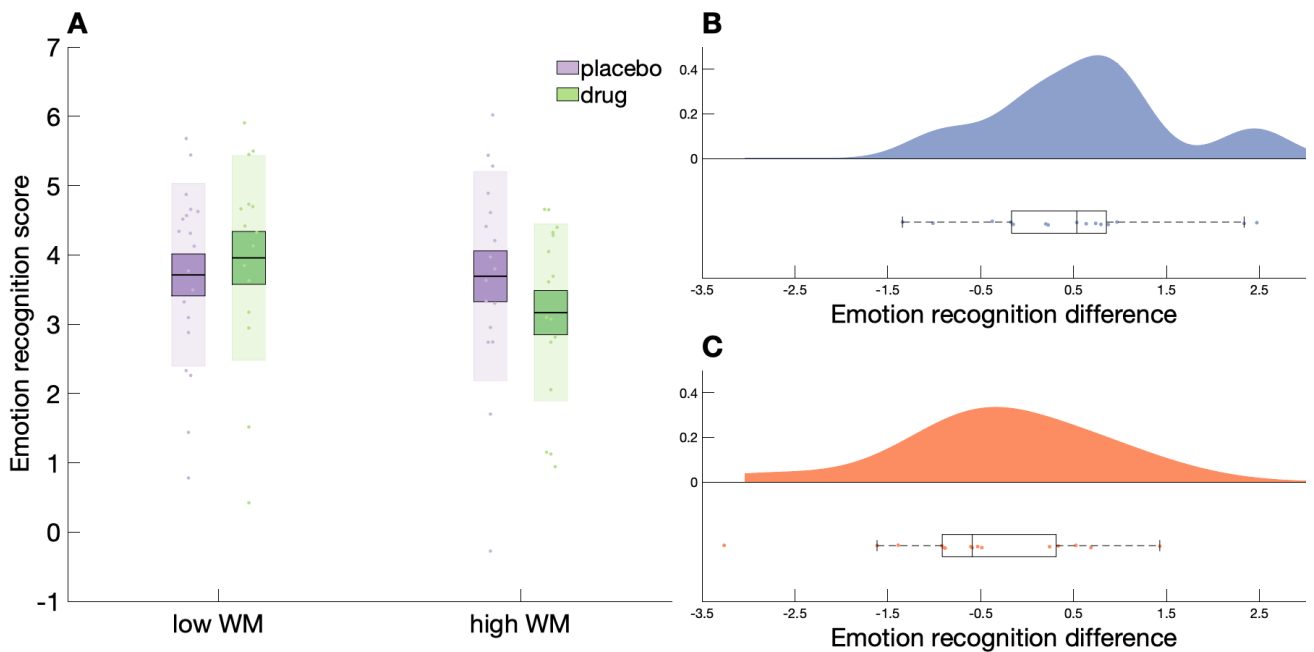 A
7
6
5
4
3
2
1
0
-1
Emotion recognition score
placebo
drug
low WM
high WM
B
0.4
0.2
0
-3.5 -2.5 -1.5 -0.5 0.5 1.5 2.5
Emotion recognition difference
C
0.4
0.2
0
-3.5 -2.5 -1.5 -0.5 0.5 1.5 2.5
Emotion recognition difference